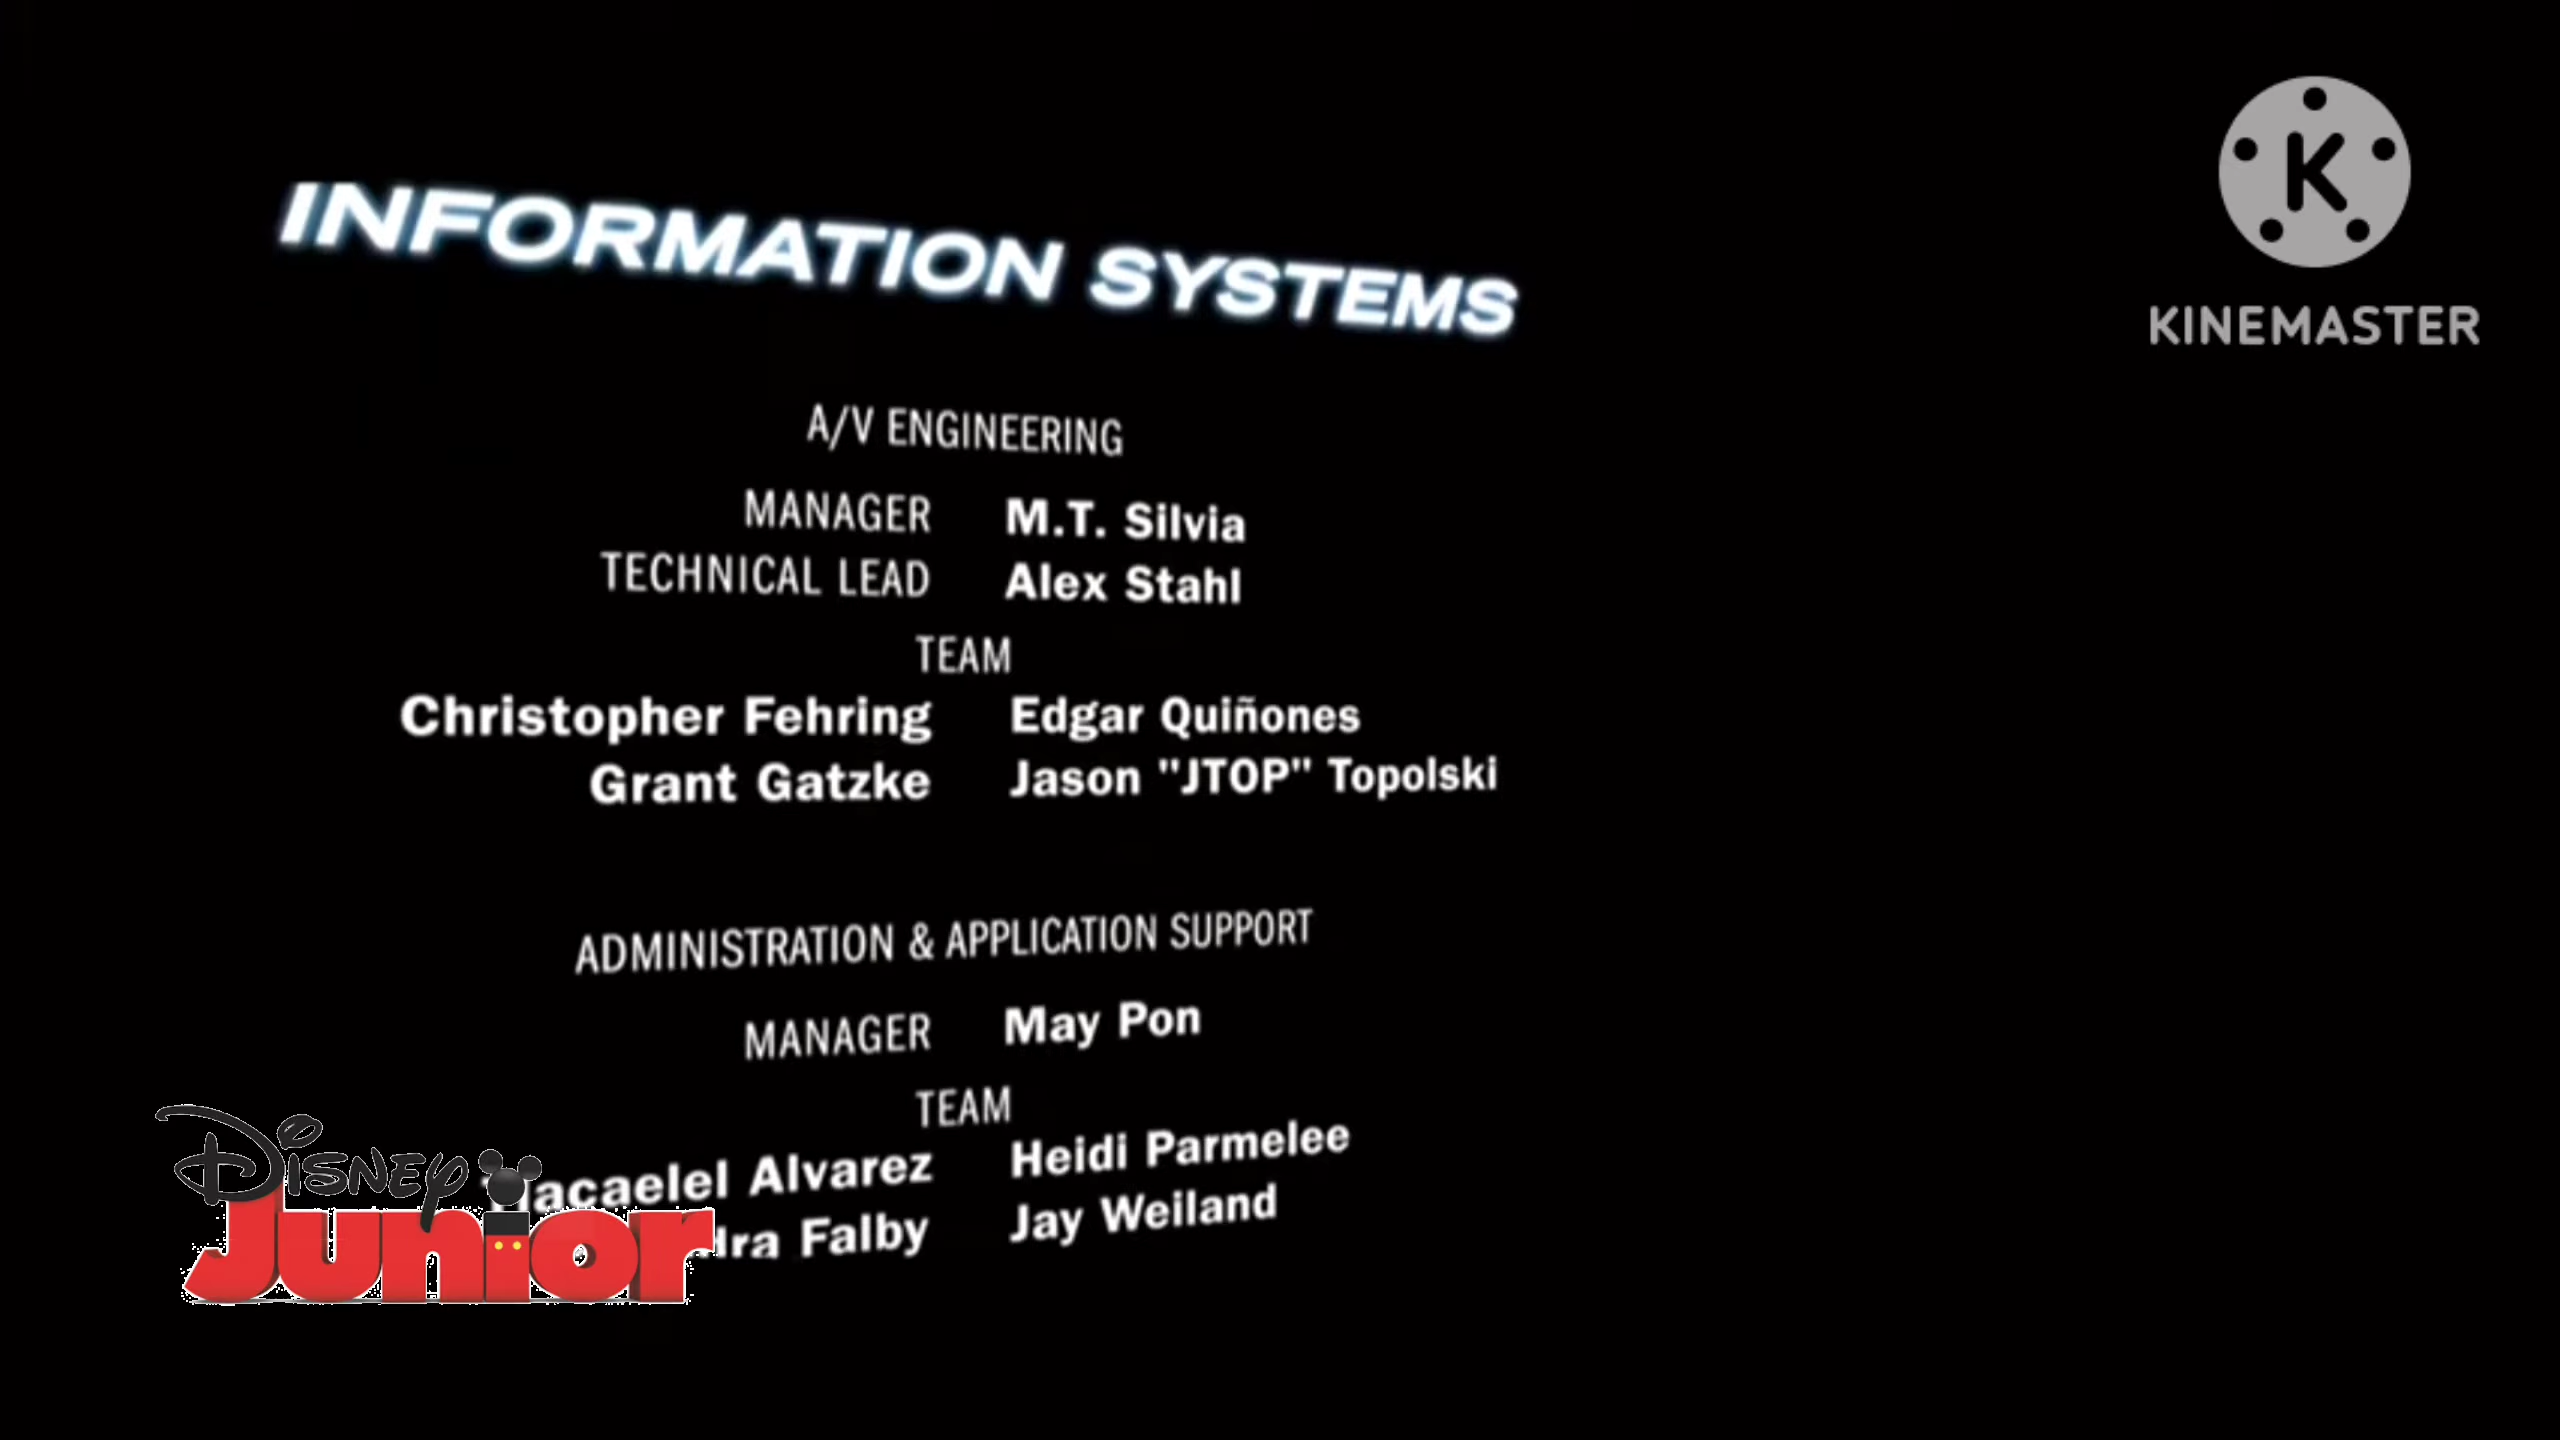 INFORMATION SYSTEMS
KINEMASTER
A/V ENGINEERING
MANAGER M.T. Silvia
TECHNICAL LEAD Alex Stahl
TEAM
Christopher Fehring Edgar Quiñones
Grant Gatzke Jason "JTOP" Topolski
ADMINISTRATION & APPLICATION SUPPORT
MANAGER May Pon
TEAM
Alvarez Heidi Parmelee
Falby Jay Weiland
DISNEY
Junior